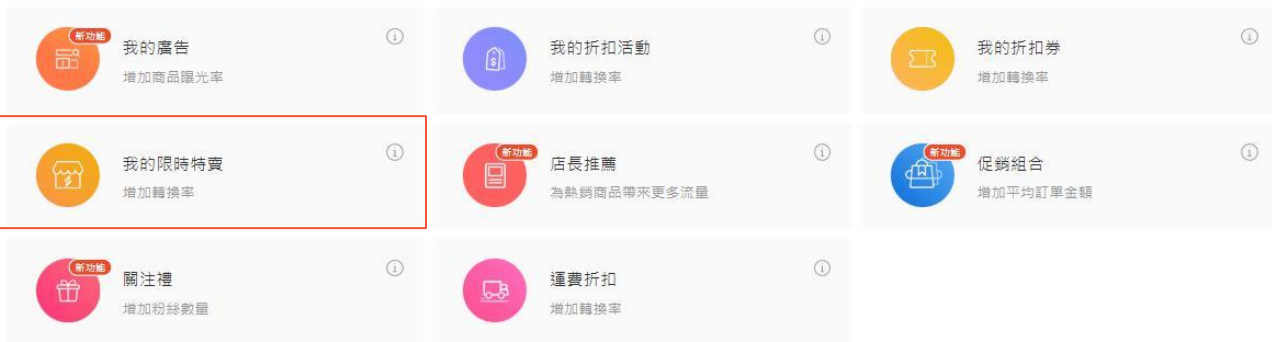 新功能
我的廣告
增加商品曝光率
我的折扣活動
增加轉換率
我的折扣券
增加轉換率
我的限時特賣
增加轉換率
新功能
店長推薦
為熱銷商品帶來更多流量
新功能
促銷組合
增加平均訂單金額
新功能
關注禮
增加粉絲數量
運費折扣
增加轉換率